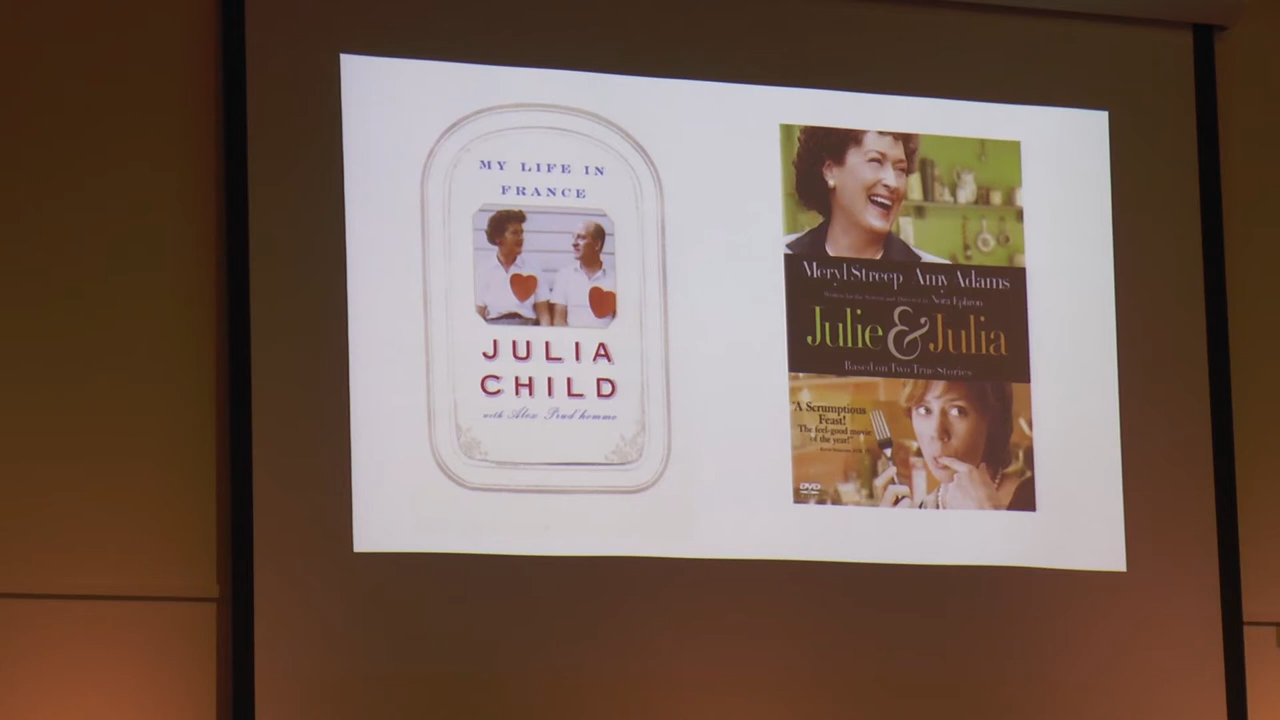 MY LIFE IN
FRANCE
JULIA
CHILD
with Alex Prud'homme
Meryl Streep Amy Adams
Written for the Screen and Directed by Nora Ephron
Julie & Julia
Based on Two True Stories
"A Scrumptious
Feast!
The feel-good movie
of the year!"
DVD